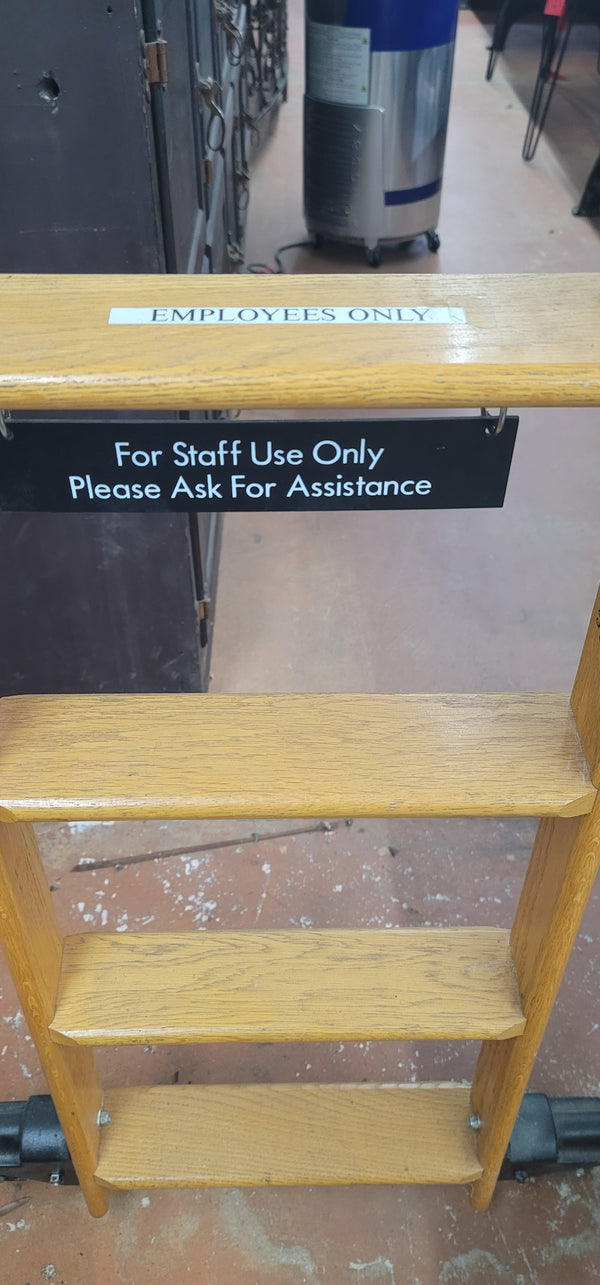 EMPLOYEES ONLY
For Staff Use Only
Please Ask For Assistance